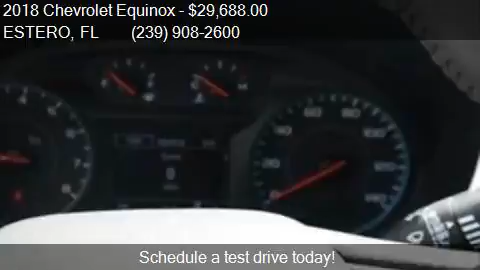 2018 Chevrolet Equinox - $29,688.00
ESTERO, FL (239) 908-2600
Schedule a test drive today!